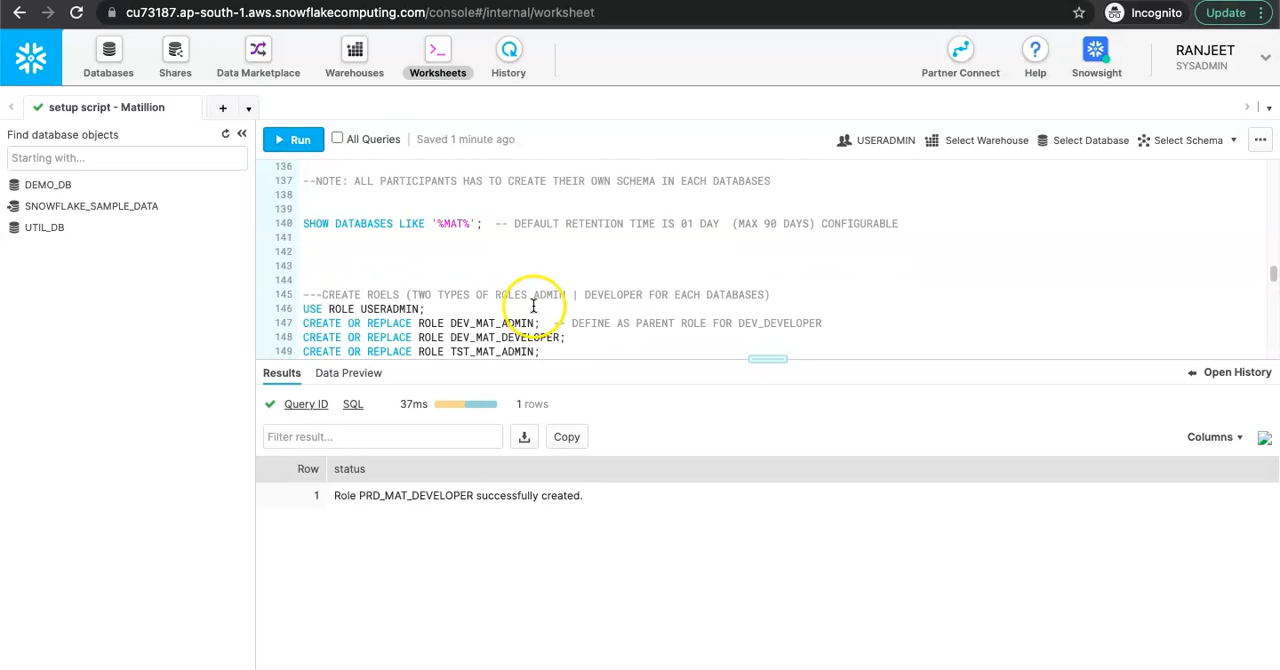 cu73187.ap-south-1.aws.snowflakecomputing.com/console#/internal/worksheet
Incognito
Update
Databases
Shares
Data Marketplace
Warehouses
Worksheets
History
Partner Connect
Help
Snowsight
RANJEET
SYSADMIN
setup script - Matillion
Find database objects
Starting with...
DEMO_DB
SNOWFLAKE_SAMPLE_DATA
UTIL_DB
Run
All Queries
Saved 1 minute ago
USERADMIN
Select Warehouse
Select Database
Select Schema
136
137 --NOTE: ALL PARTICIPANTS HAS TO CREATE THEIR OWN SCHEMA IN EACH DATABASES
138
139
140 SHOW DATABASES LIKE '%MAT%'; -- DEFAULT RETENTION TIME IS 01 DAY (MAX 90 DAYS) CONFIGURABLE
141
142
143
144
145 ---CREATE ROELS (TWO TYPES OF ROLES ADMIN | DEVELOPER FOR EACH DATABASES)
146 USE ROLE USERADMIN;
147 CREATE OR REPLACE ROLE DEV_MAT_ADMIN; -- DEFINE AS PARENT ROLE FOR DEV_DEVELOPER
148 CREATE OR REPLACE ROLE DEV_MAT_DEVELOPER;
149 CREATE OR REPLACE ROLE TST_MAT_ADMIN;
Results
Data Preview
Open History
Query ID
SQL
37ms
1 rows
Filter result...
Copy
Columns
Row
status
1
Role PRD_MAT_DEVELOPER successfully created.